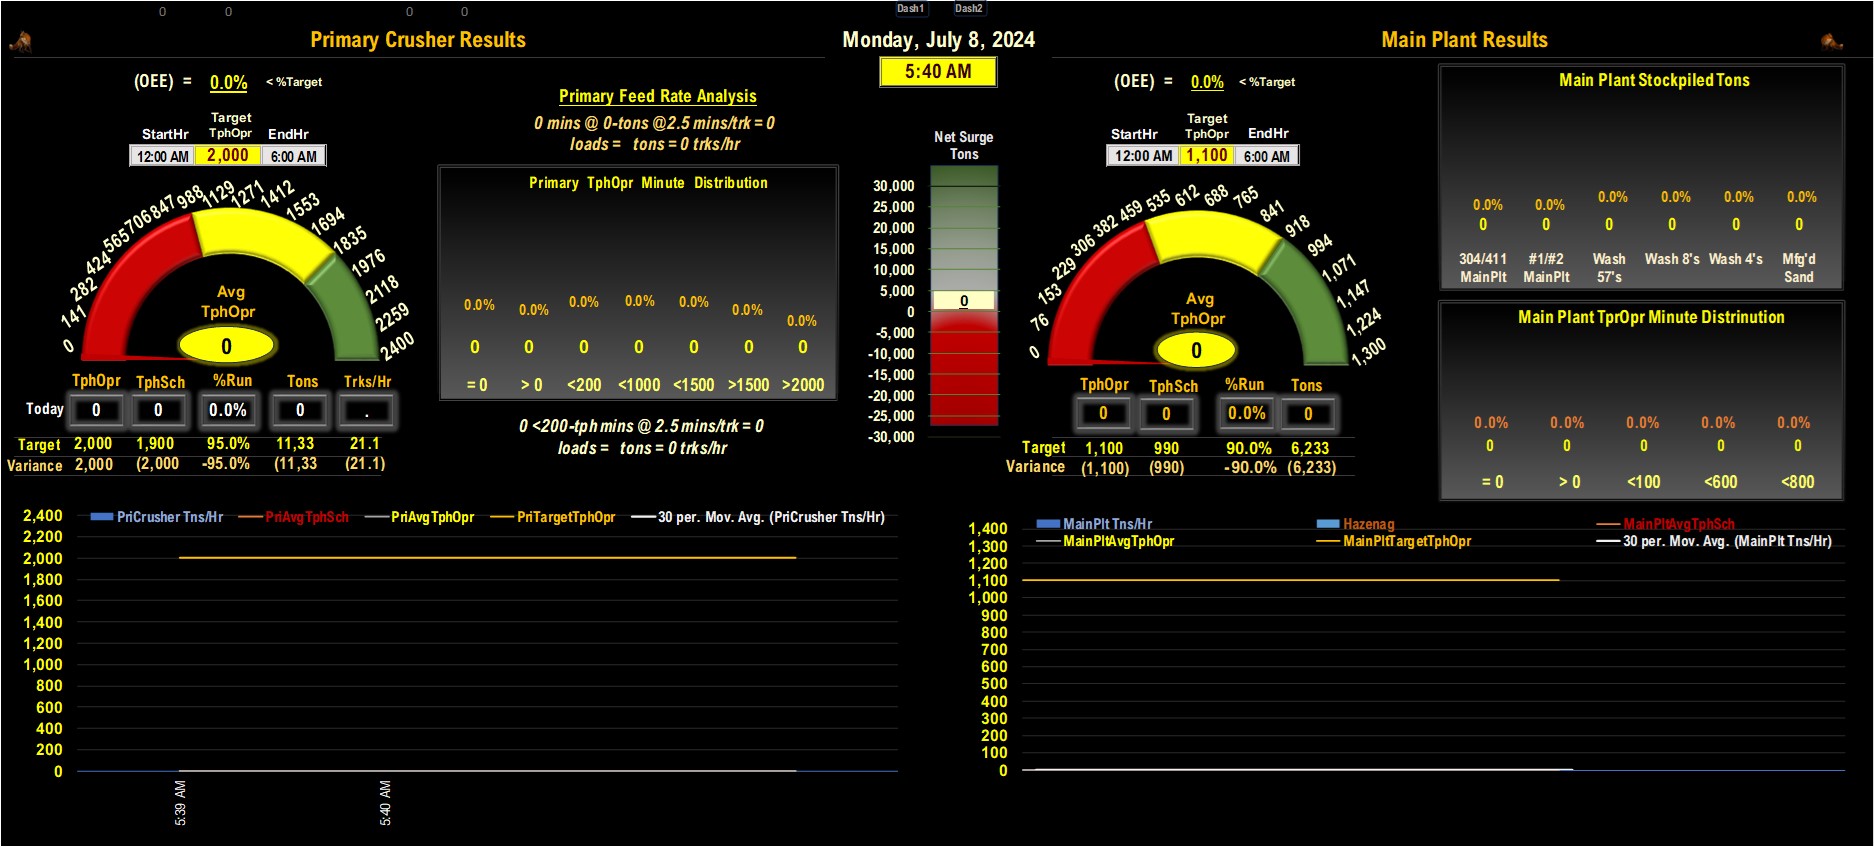 0 0 0 0
Dash1 Dash2
Primary Crusher Results
Monday, July 8, 2024
Main Plant Results
5:40 AM
(OEE) = 0.0% < %Target
Target
StartHr TphOpr EndHr
12:00 AM 2,000 6:00 AM
0 141 282 424 565 706 847 988 1129 1271 1412 1553 1694 1835 1976 2118 2259 2400
Avg
TphOpr
0
TphOpr TphSch %Run Tons Trks/Hr
Today 0 0 0.0% 0 .
Target 2,000 1,900 95.0% 11,33 21.1
Variance 2,000 (2,000 -95.0% (11,33 (21.1)
Primary Feed Rate Analysis
0 mins @ 0-tons @2.5 mins/trk = 0
loads = tons = 0 trks/hr
Primary TphOpr Minute Distribution
0.0% 0.0% 0.0% 0.0% 0.0% 0.0% 0.0%
0 0 0 0 0 0 0
= 0 > 0 <200 <1000 <1500 >1500 >2000
0 <200-tph mins @ 2.5 mins/trk = 0
loads = tons = 0 trks/hr
Net Surge
Tons
30,000
25,000
20,000
15,000
10,000
5,000
0
0
-5,000
-10,000
-15,000
-20,000
-25,000
-30,000
(OEE) = 0.0% < %Target
Target
StartHr TphOpr EndHr
12:00 AM 1,100 6:00 AM
0 76 153 229 306 382 459 535 612 688 765 841 918 994 1,071 1,147 1,224 1,300
Avg
TphOpr
0
TphOpr TphSch %Run Tons
0 0 0.0% 0
Target 1,100 990 90.0% 6,233
Variance (1,100) (990) -90.0% (6,233)
Main Plant Stockpiled Tons
0.0% 0.0% 0.0% 0.0% 0.0% 0.0%
0 0 0 0 0 0
304/411 #1/#2 Wash Wash 8's Wash 4's Mfg'd
MainPlt MainPlt 57's Sand
Main Plant TprOpr Minute Distrinution
0.0% 0.0% 0.0% 0.0% 0.0%
0 0 0 0 0
= 0 > 0 <100 <600 <800
PriCrusher Tns/Hr PriAvgTphSch PriAvgTphOpr PriTargetTphOpr 30 per. Mov. Avg. (PriCrusher Tns/Hr)
2,400
2,200
2,000
1,800
1,600
1,400
1,200
1,000
800
600
400
200
0
5:39 AM
5:40 AM
MainPlt Tns/Hr Hazenag MainPltAvgTphSch
MainPltAvgTphOpr MainPltTargetTphOpr 30 per. Mov. Avg. (MainPlt Tns/Hr)
1,400
1,300
1,200
1,100
1,000
900
800
700
600
500
400
300
200
100
0